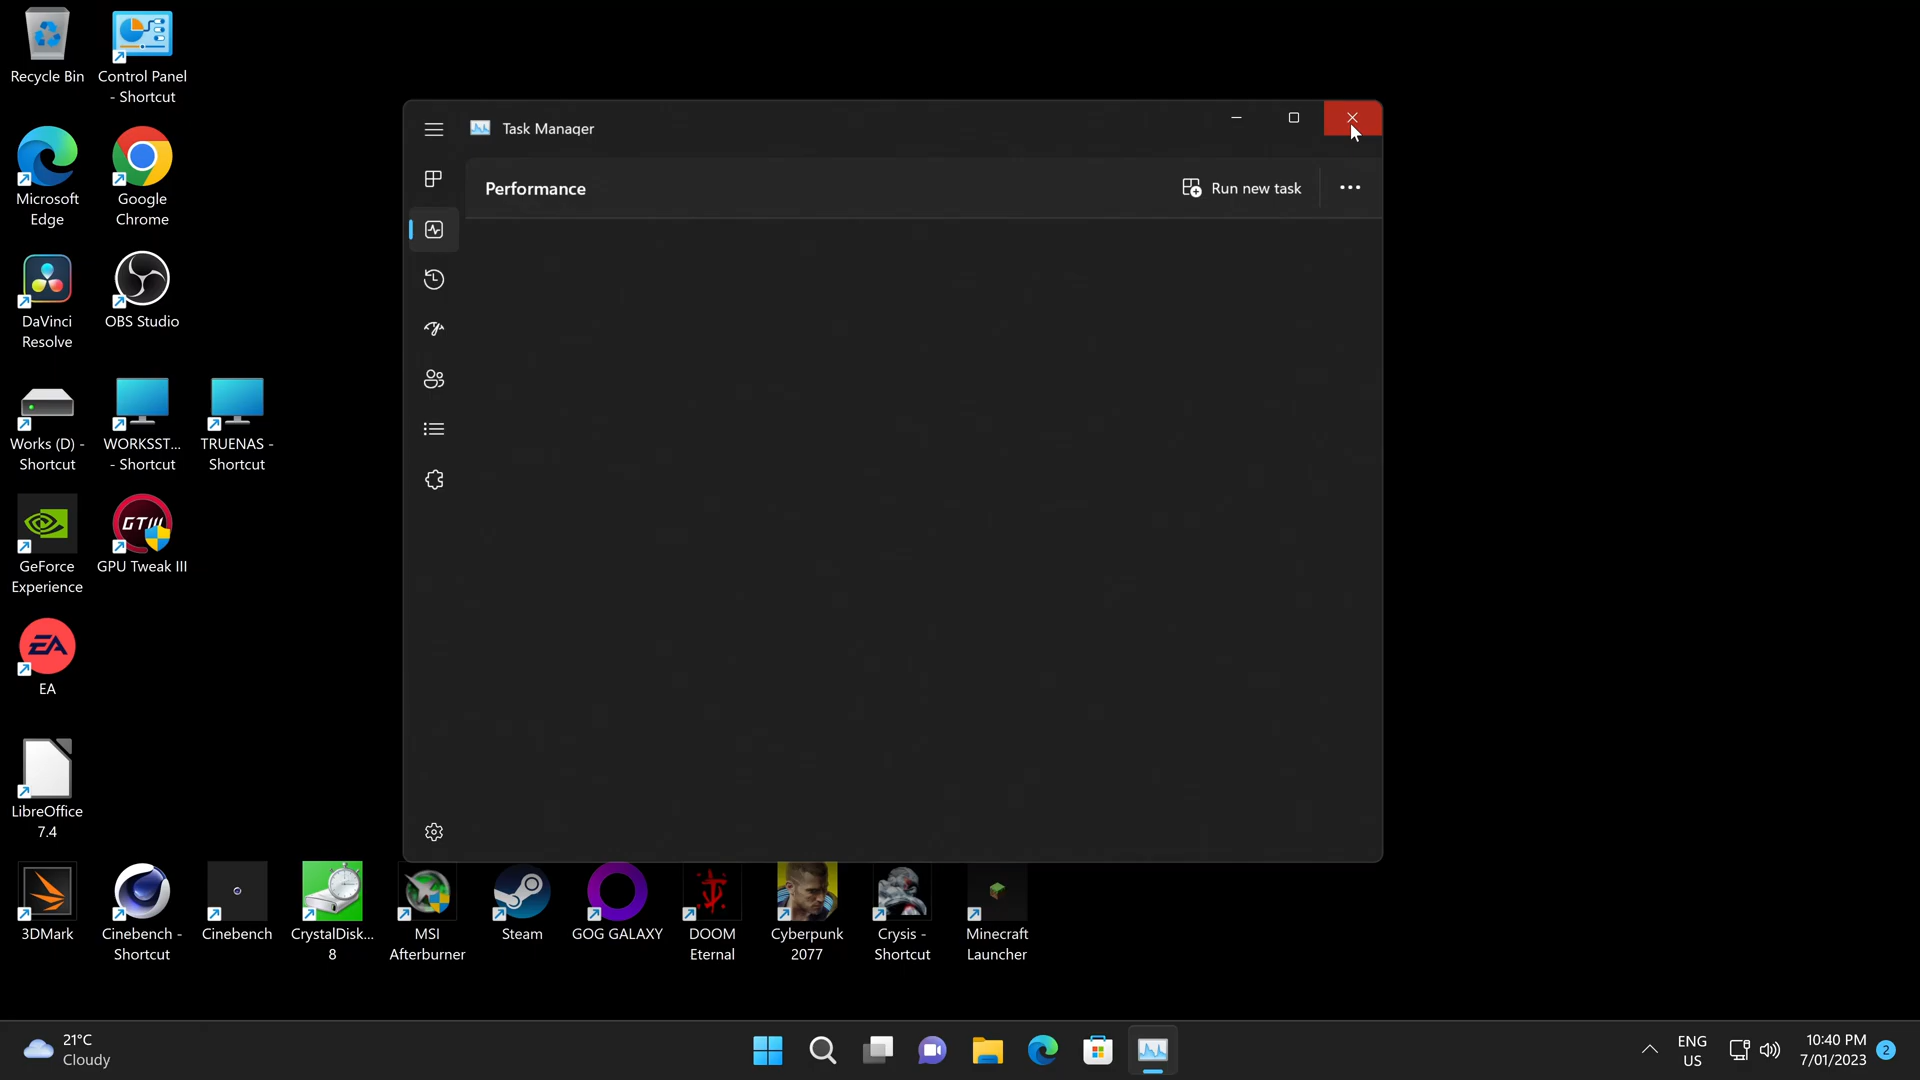 Recycle Bin
Control Panel
- Shortcut
Microsoft
Edge
Google
Chrome
DaVinci
Resolve
OBS Studio
Works (D) -
Shortcut
WORKSST...
- Shortcut
TRUENAS -
Shortcut
GeForce
Experience
GTIII
GPU Tweak III
EA
EA
LibreOffice
7.4
3DMark
Cinebench -
Shortcut
Cinebench
CrystalDisk...
8
MSI
Afterburner
Steam
GOG GALAXY
DOOM
Eternal
Cyberpunk
2077
Crysis -
Shortcut
Minecraft
Launcher
Task Manager
Performance
Run new task
21°C
Cloudy
ENG
US
10:40 PM
7/01/2023
2